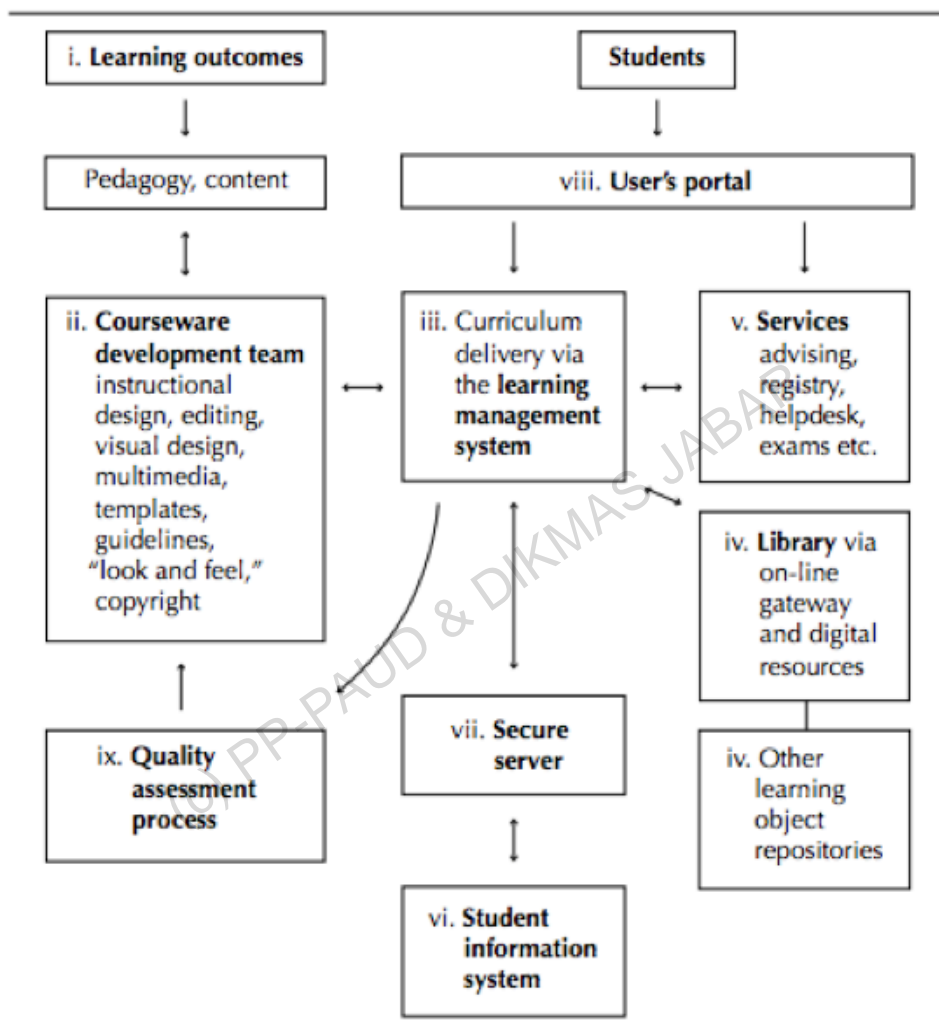 i. Learning outcomes
Students
Pedagogy, content
viii. User's portal
ii. Courseware
development team
instructional
design, editing,
visual design,
multimedia,
templates,
guidelines,
“look and feel,”
copyright
iii. Curriculum
delivery via
the learning
management
system
v. Services
advising,
registry,
helpdesk,
exams etc.
iv. Library via
on-line
gateway
and digital
resources
ix. Quality
assessment
process
vii. Secure
server
iv. Other
learning
object
repositories
vi. Student
information
system
(c) PP-PAUD & DIKMAS JABAR